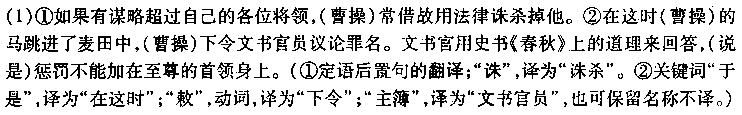 (1)①如果有谋略超过自己的各位将领,(曹操)常借故用法律诛杀掉他。②在这时(曹操)的
马跳进了麦田中,(曹操)下令文书官员议论罪名。文书官用史书《春秋》上的道理来回答,(说
是)惩罚不能加在至尊的首领身上。(①定语后置句的翻译;“诛”,译为“诛杀”。②关键词“于
是”,译为“在这时”;“敕”,动词,译为“下令”;“主簿”,译为“文书官员”,也可保留名称不译。)